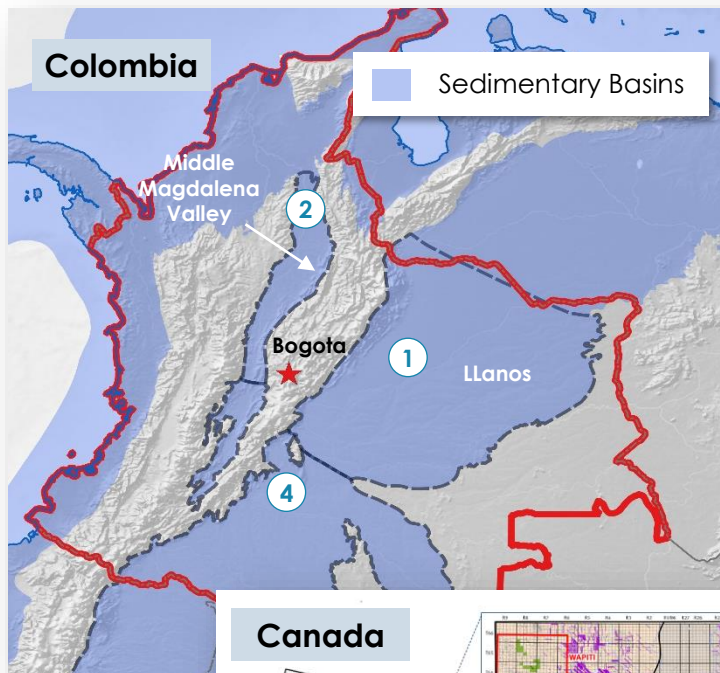 Colombia
Sedimentary Basins
Middle
Magdalena
Valley
2
Bogota
1
LLanos
4
Canada
WAPITI